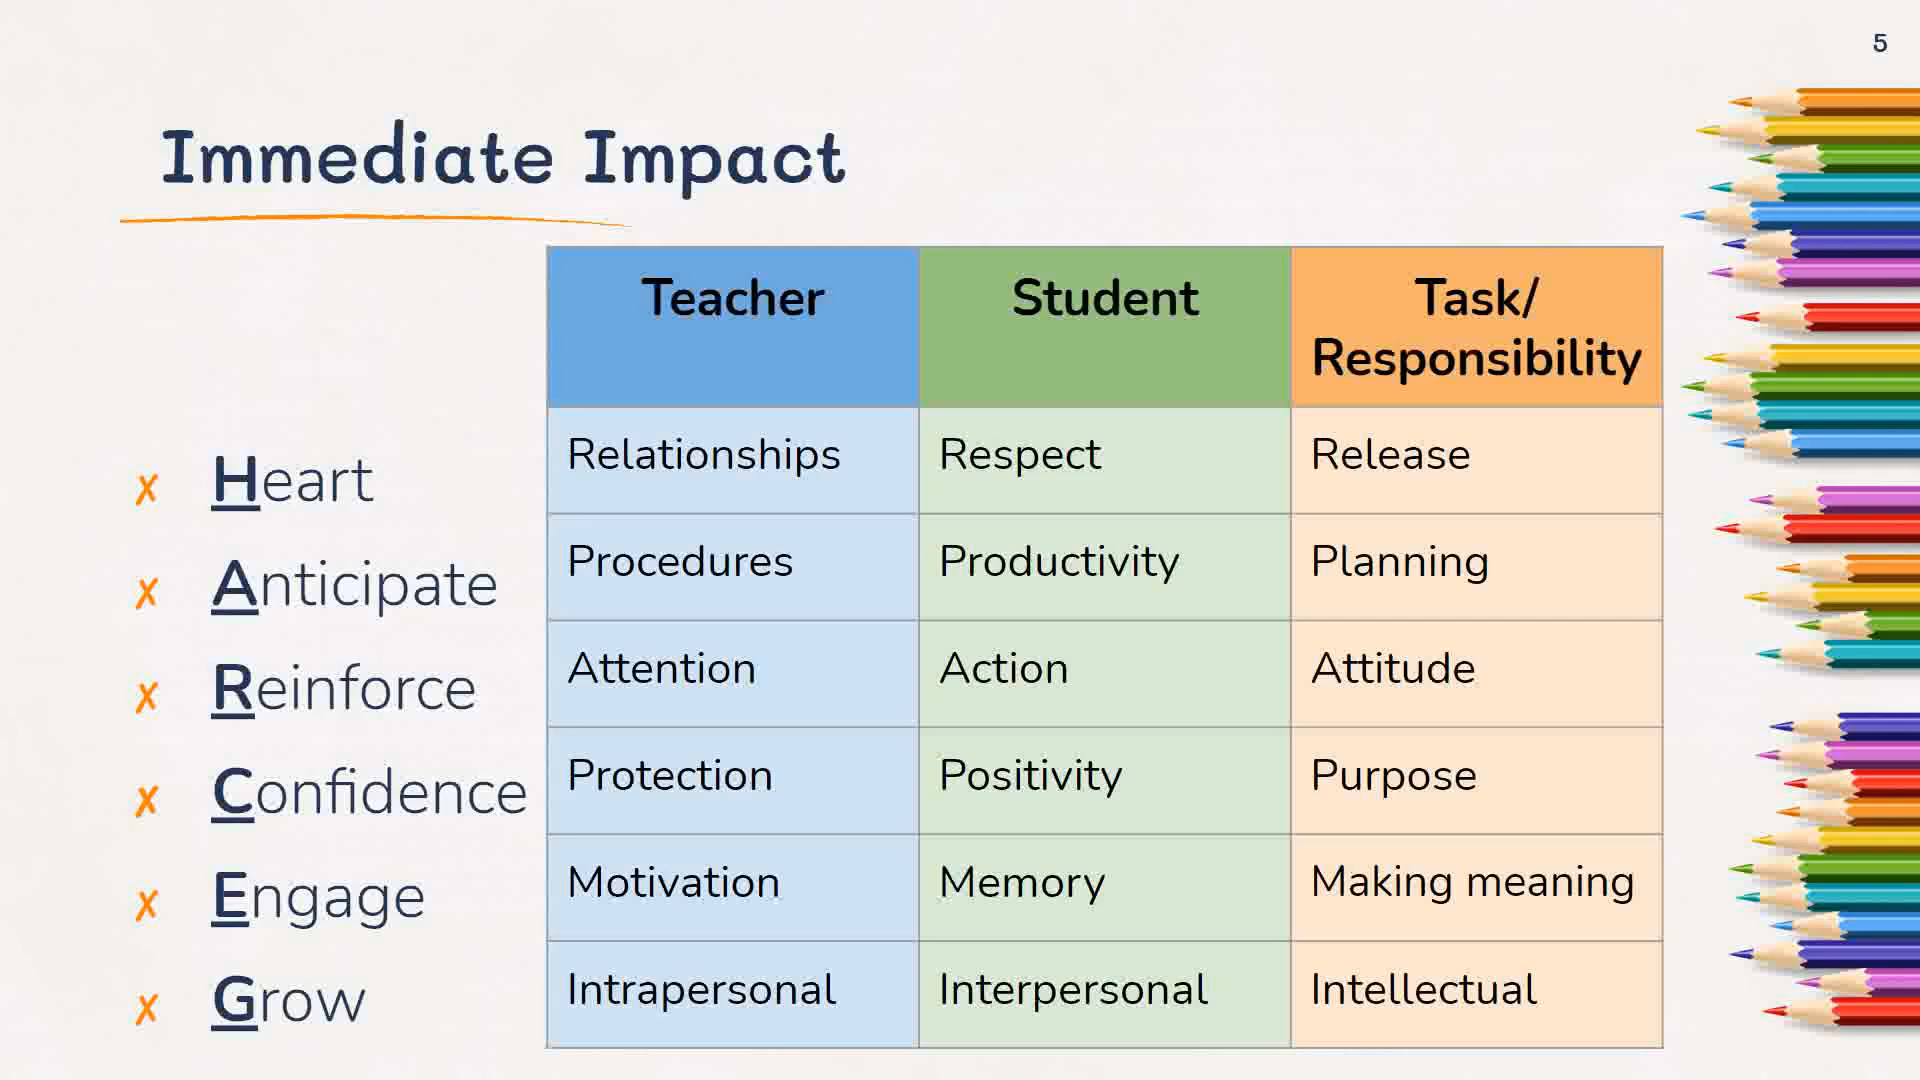 5
Immediate Impact
Teacher Student Task/
Responsibility
✗ Heart Relationships Respect Release
✗ Anticipate Procedures Productivity Planning
✗ Reinforce Attention Action Attitude
✗ Confidence Protection Positivity Purpose
✗ Engage Motivation Memory Making meaning
✗ Grow Intrapersonal Interpersonal Intellectual